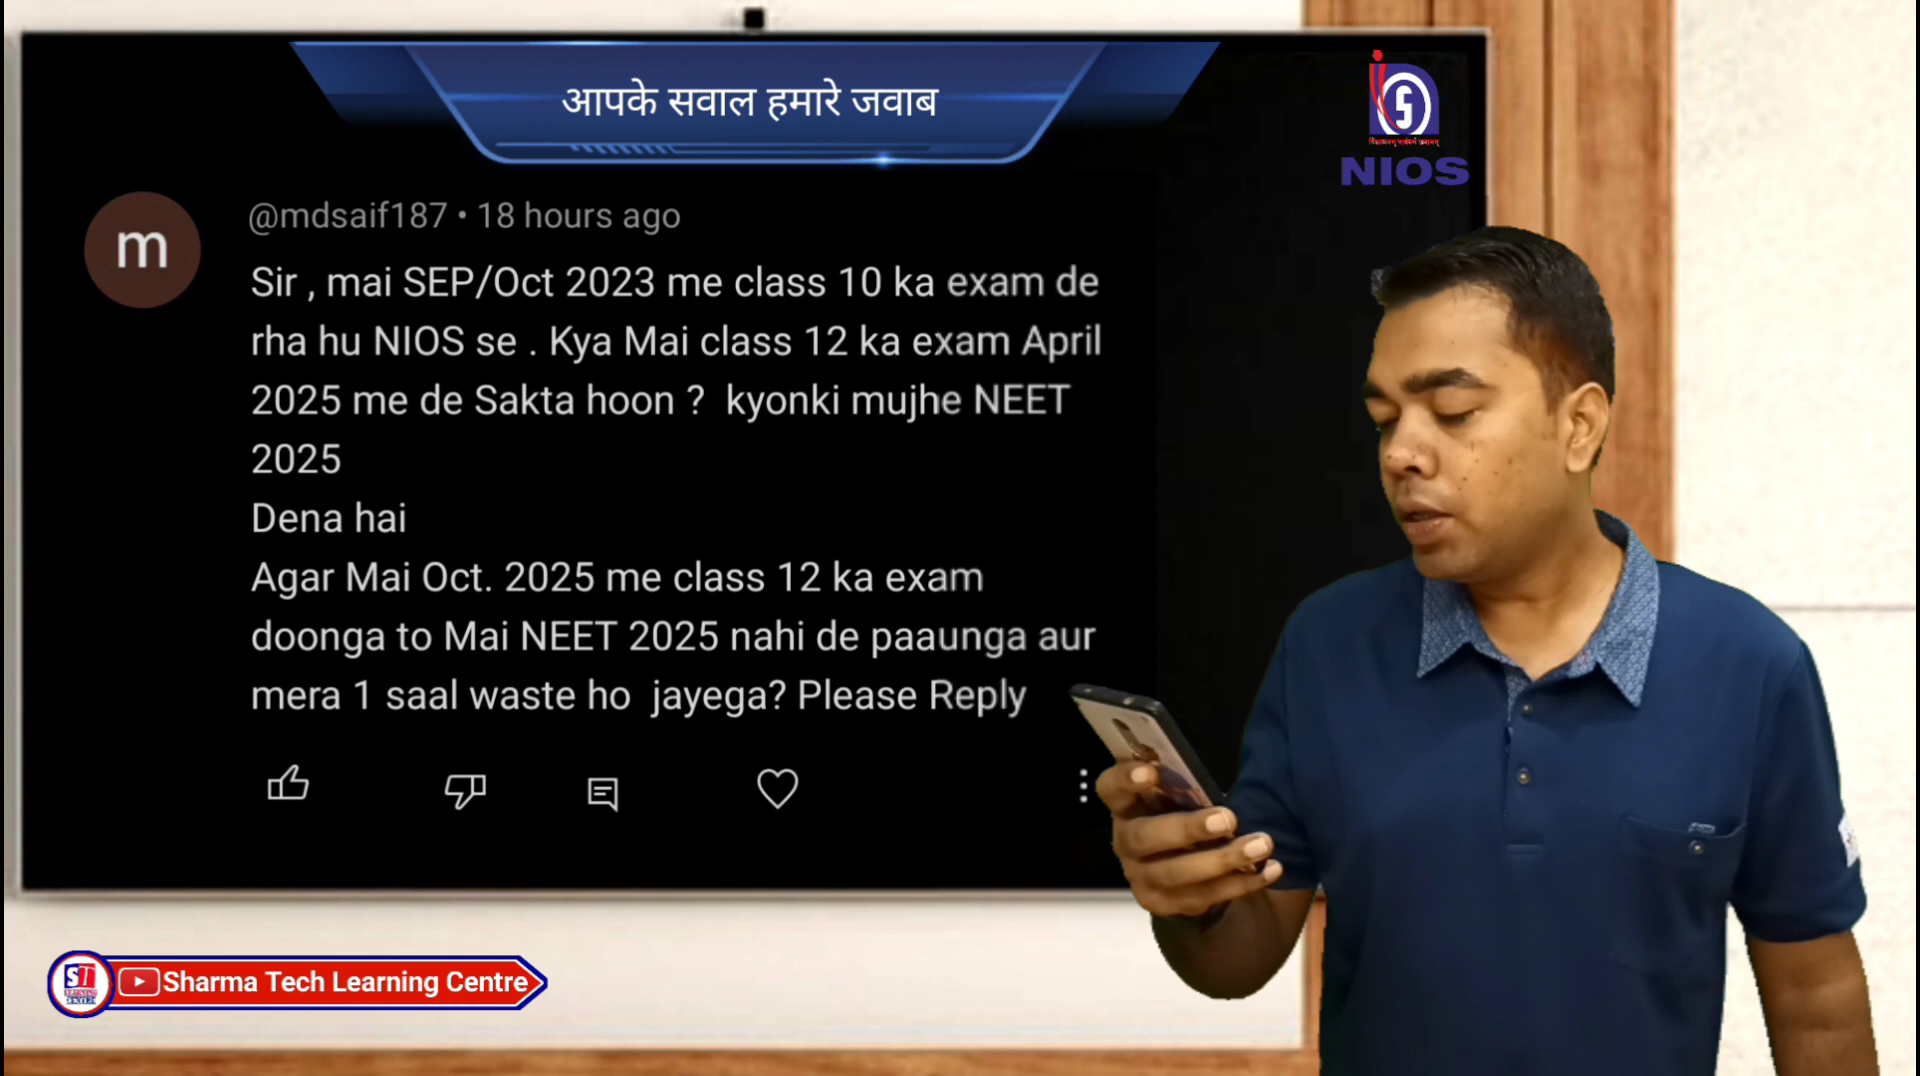 आपके सवाल हमारे जवाब
NIOS
m
@mdsaif187 • 18 hours ago
Sir , mai SEP/Oct 2023 me class 10 ka exam de
rha hu NIOS se . Kya Mai class 12 ka exam April
2025 me de Sakta hoon ?  kyonki mujhe NEET
2025
Dena hai
Agar Mai Oct. 2025 me class 12 ka exam
doonga to Mai NEET 2025 nahi de paaunga aur
mera 1 saal waste ho  jayega? Please Reply
ST
LEARNING
CENTRE
Sharma Tech Learning Centre